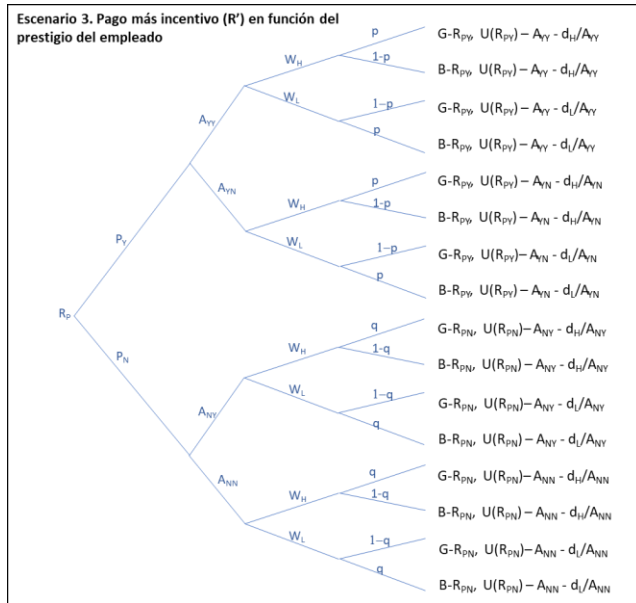 Escenario 3. Pago más incentivo (R') en función del
prestigio del empleado
p
G-R_PY, U(R_PY) – A_YY - d_H/A_YY
W_H
1-p
B-R_PY, U(R_PY) – A_YY - d_H/A_YY
W_L
1–p
G-R_PY, U(R_PY) – A_YY - d_L/A_YY
A_YY
p
B-R_PY, U(R_PY) – A_YY - d_L/A_YY
p
G-R_PY, U(R_PY) – A_YN - d_H/A_YN
A_YN
W_H
1-p
B-R_PY, U(R_PY) – A_YN - d_H/A_YN
P_Y
W_L
1–p
G-R_PY, U(R_PY) – A_YN - d_L/A_YN
p
B-R_PY, U(R_PY) – A_YN - d_L/A_YN
R_P
q
G-R_PN, U(R_PN) – A_NY - d_H/A_NY
W_H
1-q
B-R_PN, U(R_PN) – A_NY - d_H/A_NY
P_N
W_L
1–q
G-R_PN, U(R_PN) – A_NY - d_L/A_NY
A_NY
q
B-R_PN, U(R_PN) – A_NY - d_L/A_NY
q
G-R_PN, U(R_PN) – A_NN - d_H/A_NN
A_NN
W_H
1-q
B-R_PN, U(R_PN) – A_NN - d_H/A_NN
W_L
1–q
G-R_PN, U(R_PN) – A_NN - d_L/A_NN
q
B-R_PN, U(R_PN) – A_NN - d_L/A_NN